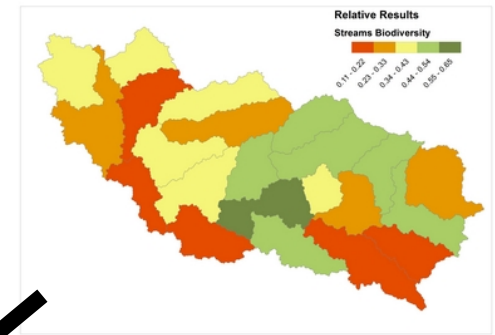 Relative Results
Streams Biodiversity
0.11 - 0.22
0.23 - 0.33
0.34 - 0.43
0.44 - 0.54
0.55 - 0.65